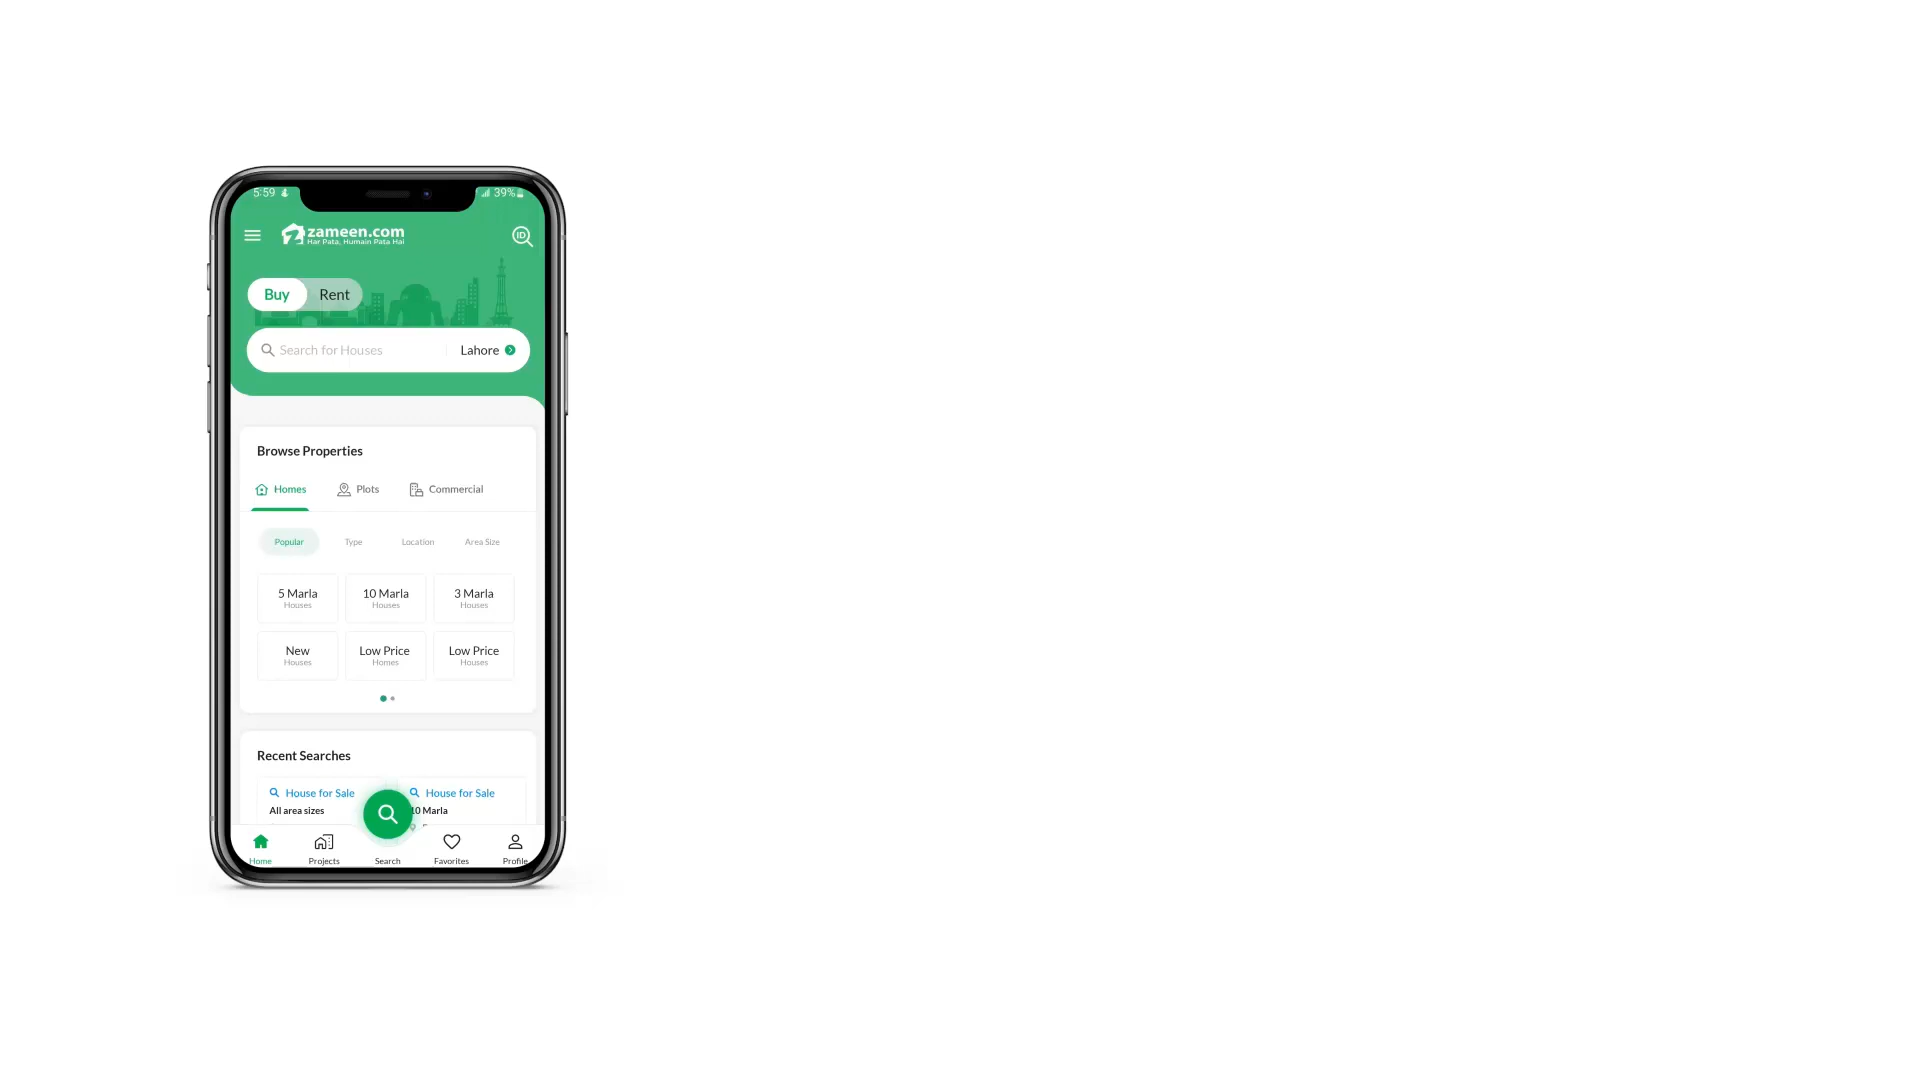 5:59
39%
zameen.com
Har Pata, Humain Pata Hai
ID
Buy
Rent
Search for Houses
Lahore
Browse Properties
Homes
Plots
Commercial
Popular
Type
Location
Area Size
5 Marla
Houses
10 Marla
Houses
3 Marla
Houses
New
Houses
Low Price
Homes
Low Price
Houses
Recent Searches
House for Sale
All area sizes
House for Sale
10 Marla
Home
Projects
Search
Favorites
Profile